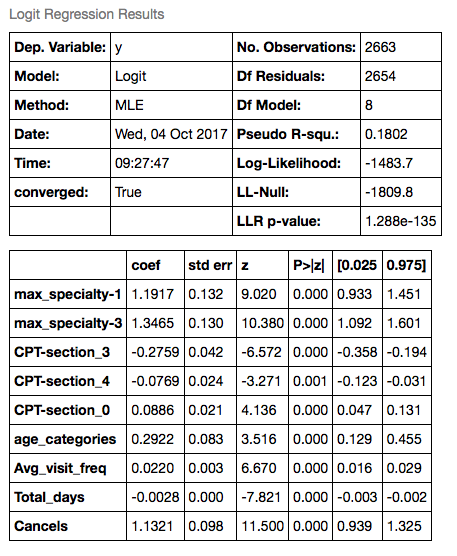 Logit Regression Results
Dep. Variable: y No. Observations: 2663
Model: Logit Df Residuals: 2654
Method: MLE Df Model: 8
Date: Wed, 04 Oct 2017 Pseudo R-squ.: 0.1802
Time: 09:27:47 Log-Likelihood: -1483.7
converged: True LL-Null: -1809.8
LLR p-value: 1.288e-135
coef std err z P>|z| [0.025 0.975]
max_specialty-1 1.1917 0.132 9.020 0.000 0.933 1.451
max_specialty-3 1.3465 0.130 10.380 0.000 1.092 1.601
CPT-section_3 -0.2759 0.042 -6.572 0.000 -0.358 -0.194
CPT-section_4 -0.0769 0.024 -3.271 0.001 -0.123 -0.031
CPT-section_0 0.0886 0.021 4.136 0.000 0.047 0.131
age_categories 0.2922 0.083 3.516 0.000 0.129 0.455
Avg_visit_freq 0.0220 0.003 6.670 0.000 0.016 0.029
Total_days -0.0028 0.000 -7.821 0.000 -0.003 -0.002
Cancels 1.1321 0.098 11.500 0.000 0.939 1.325